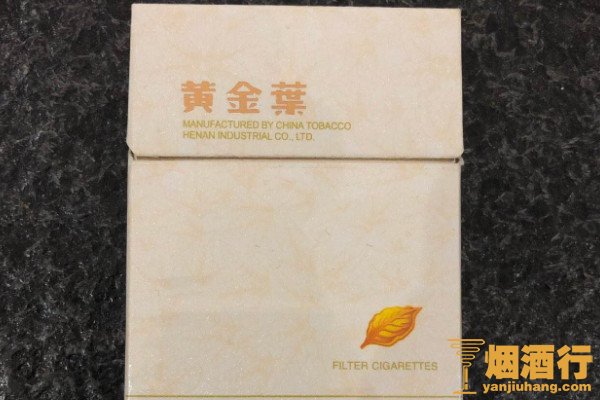 黄金葉
MANUFACTURED BY CHINA TOBACCO
HENAN INDUSTRIAL CO., LTD.
FILTER CIGARETTES
烟酒行
yanjiuhang.com